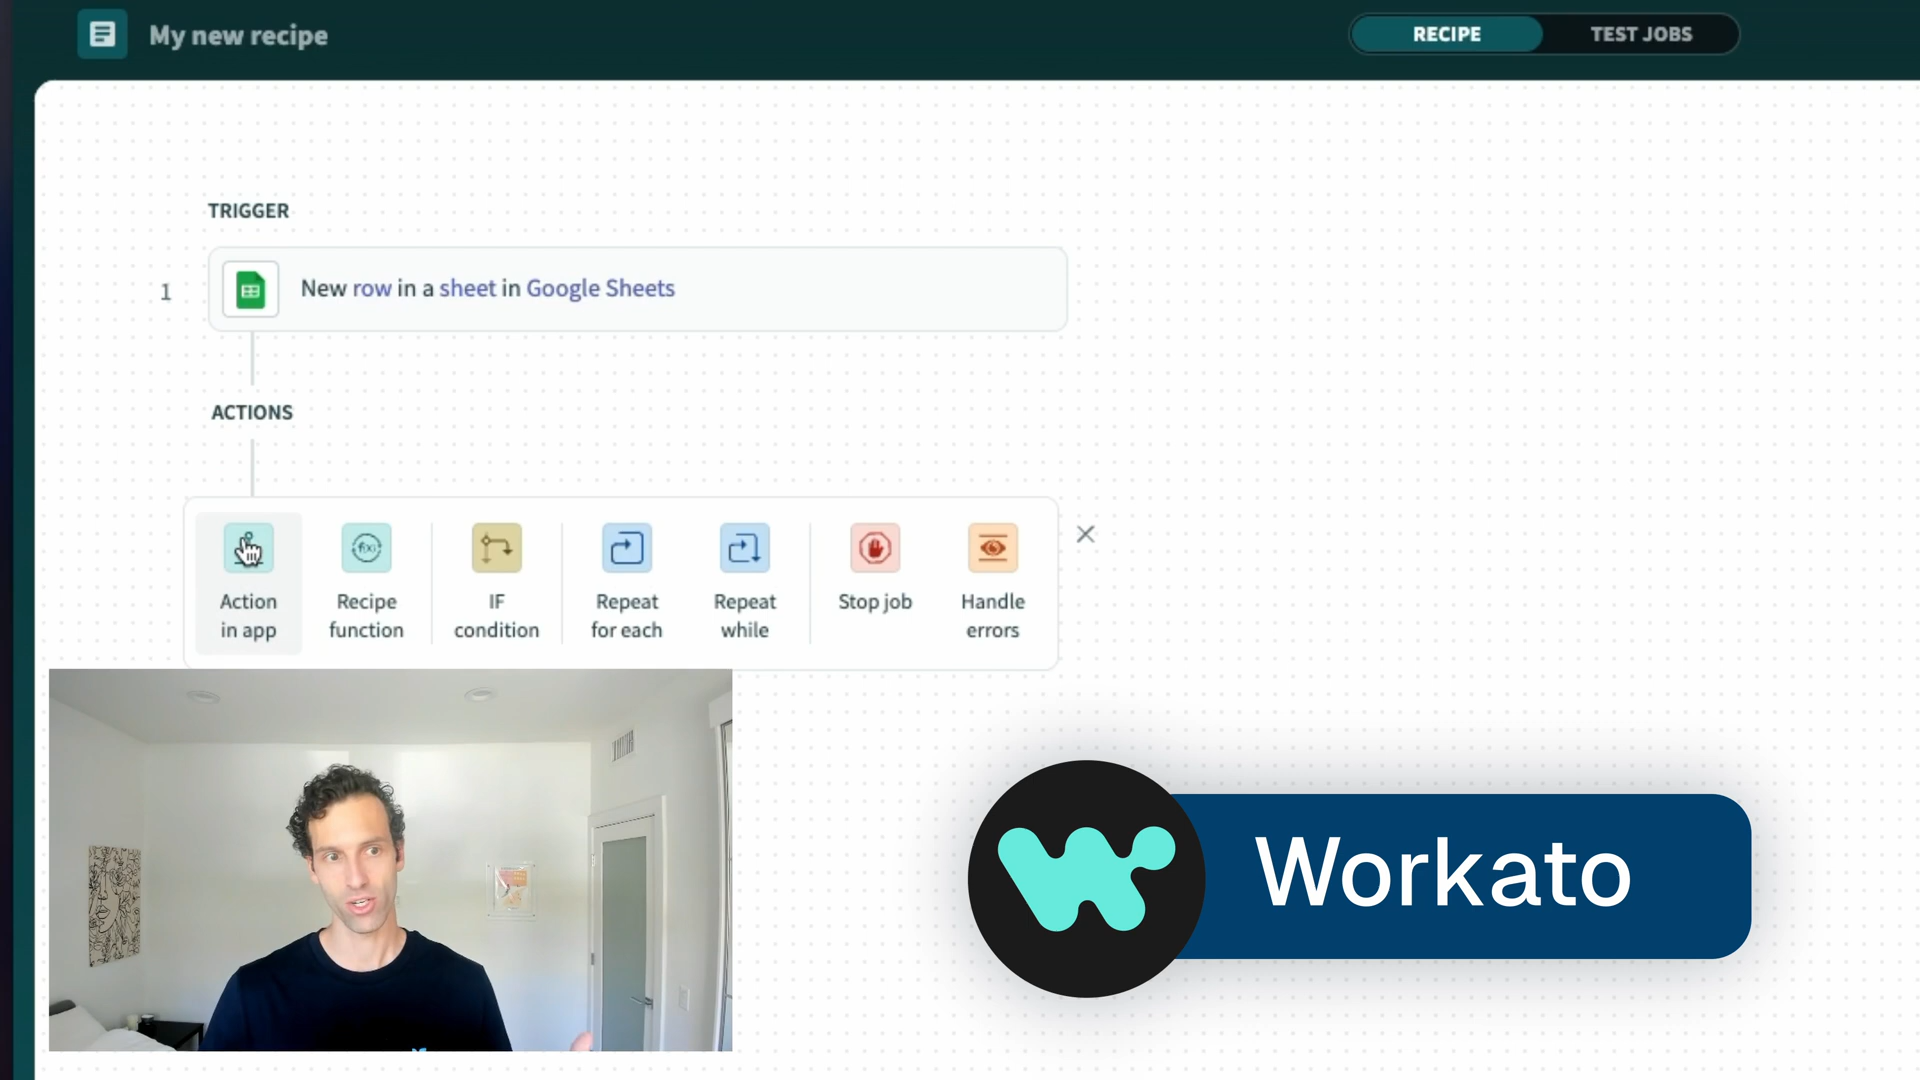 My new recipe
RECIPE
TEST JOBS
TRIGGER
1
New row in a sheet in Google Sheets
ACTIONS
Action
in app
Recipe
function
IF
condition
Repeat
for each
Repeat
while
Stop job
Handle
errors
f(x)
Workato